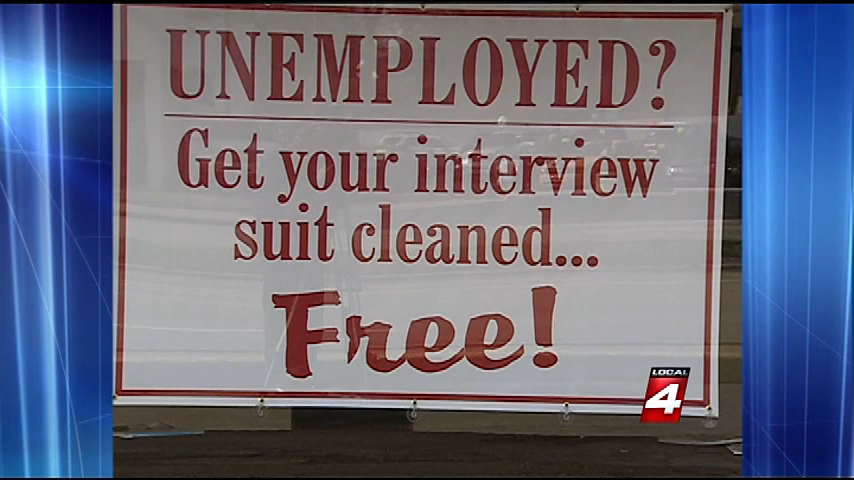 UNEMPLOYED?
Get your interview
suit cleaned...
Free!
LOCAL
4